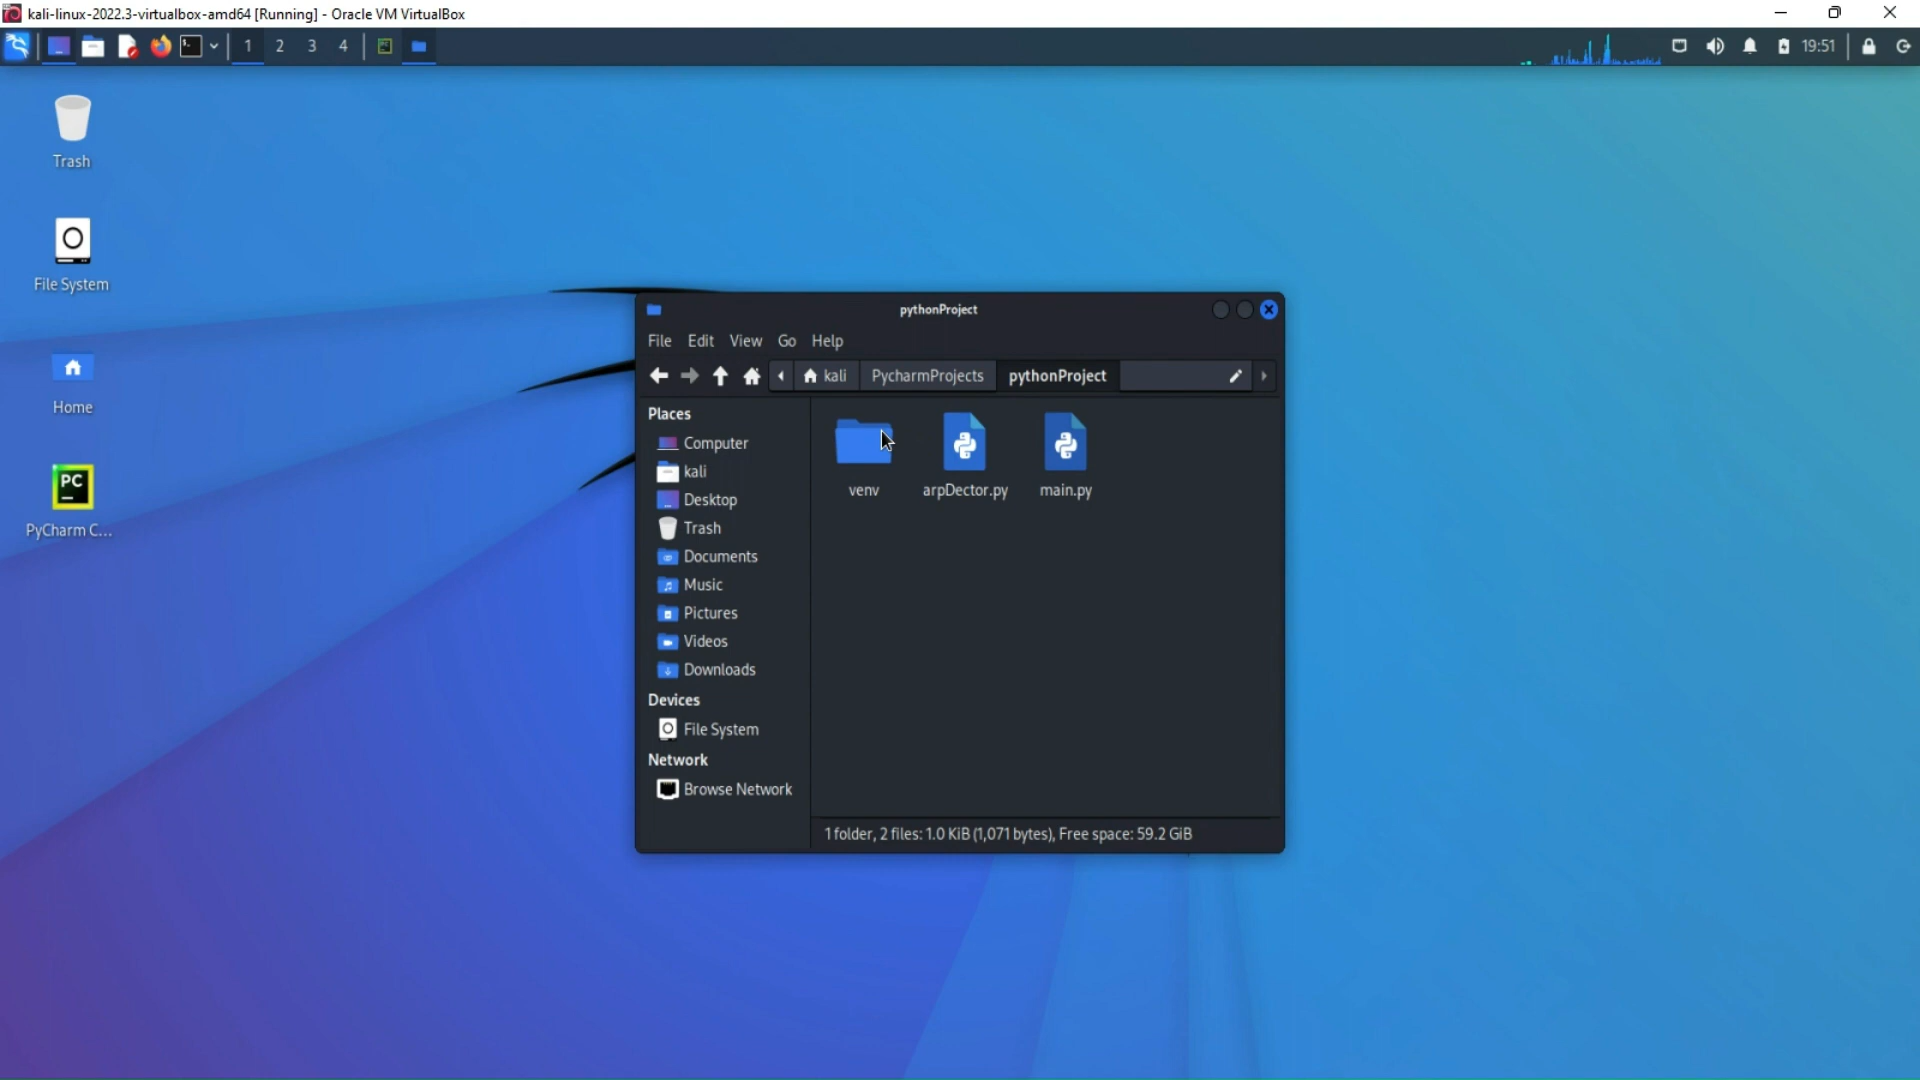 kali-linux-2022.3-virtualbox-amd64 [Running] - Oracle VM VirtualBox
1 2 3 4 19:51
Trash
File System
Home
PC
PyCharm C...
pythonProject
File Edit View Go Help
kali PycharmProjects pythonProject
Places
Computer
kali
Desktop
Trash
Documents
Music
Pictures
Videos
Downloads
Devices
File System
Network
Browse Network
venv arpDector.py main.py
1 folder, 2 files: 1.0 KiB (1,071 bytes), Free space: 59.2 GiB